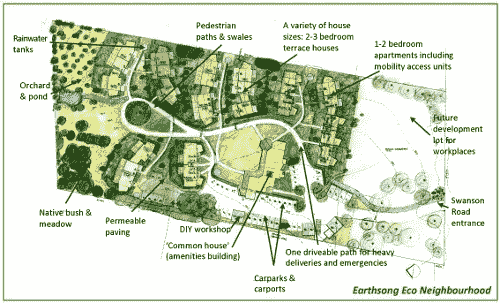 Pedestrian
paths & swales
A variety of house
sizes: 2-3 bedroom
terrace houses
1-2 bedroom
apartments including
mobility access units
Rainwater
tanks
Orchard
& pond
Future
development
lot for
workplaces
Native bush &
meadow
Permeable
paving
DIY workshop
'Common house'
(amenities building)
Carparks &
carports
One driveable path for heavy
deliveries and emergencies
Swanson
Road
entrance
Earthsong Eco Neighbourhood